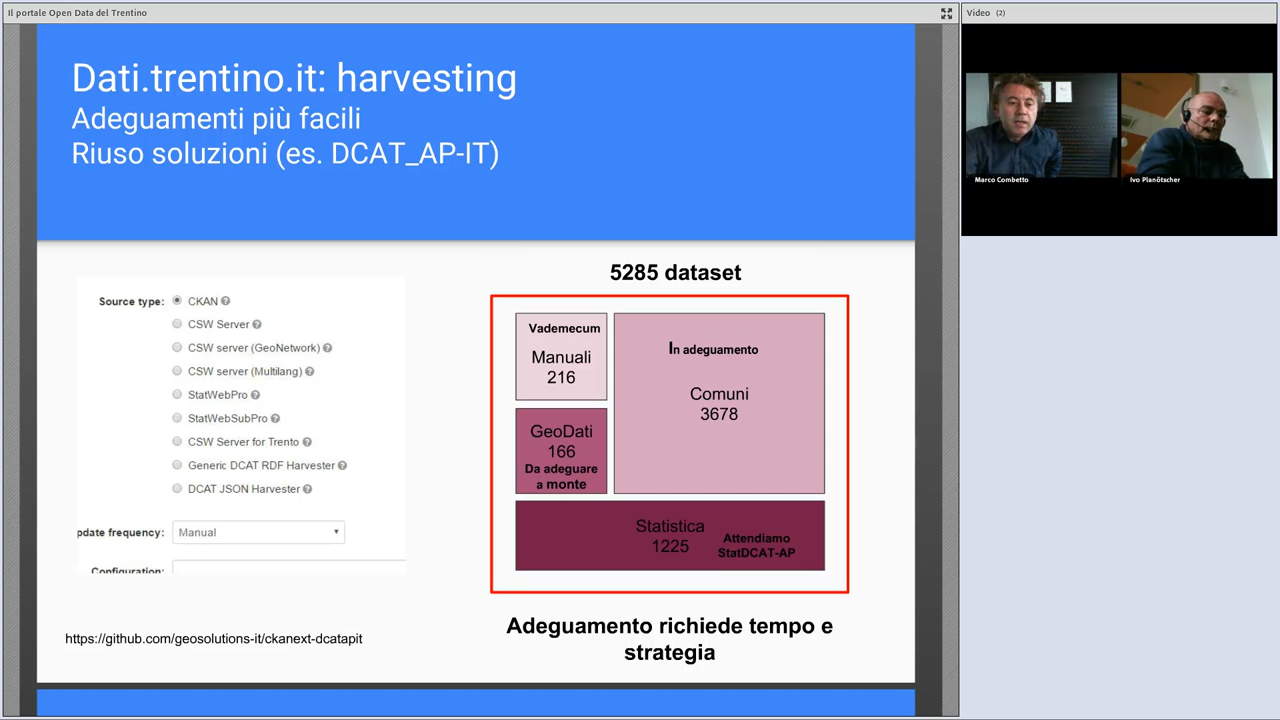 Il portale Open Data del Trentino
Video (2)
Dati.trentino.it: harvesting
Adeguamenti più facili
Riuso soluzioni (es. DCAT_AP-IT)
Marco Combetto
Ivo Planötscher
Source type:
CKAN
CSW Server
CSW server (GeoNetwork)
CSW server (Multilang)
StatWebPro
StatWebSubPro
CSW Server for Trento
Generic DCAT RDF Harvester
DCAT JSON Harvester
pdate frequency:
Manual
Configuration:
https://github.com/geosolutions-it/ckanext-dcatapit
5285 dataset
Vademecum
Manuali
216
In adeguamento
Comuni
3678
GeoDati
166
Da adeguare
a monte
Statistica
1225
Attendiamo
StatDCAT-AP
Adeguamento richiede tempo e
strategia